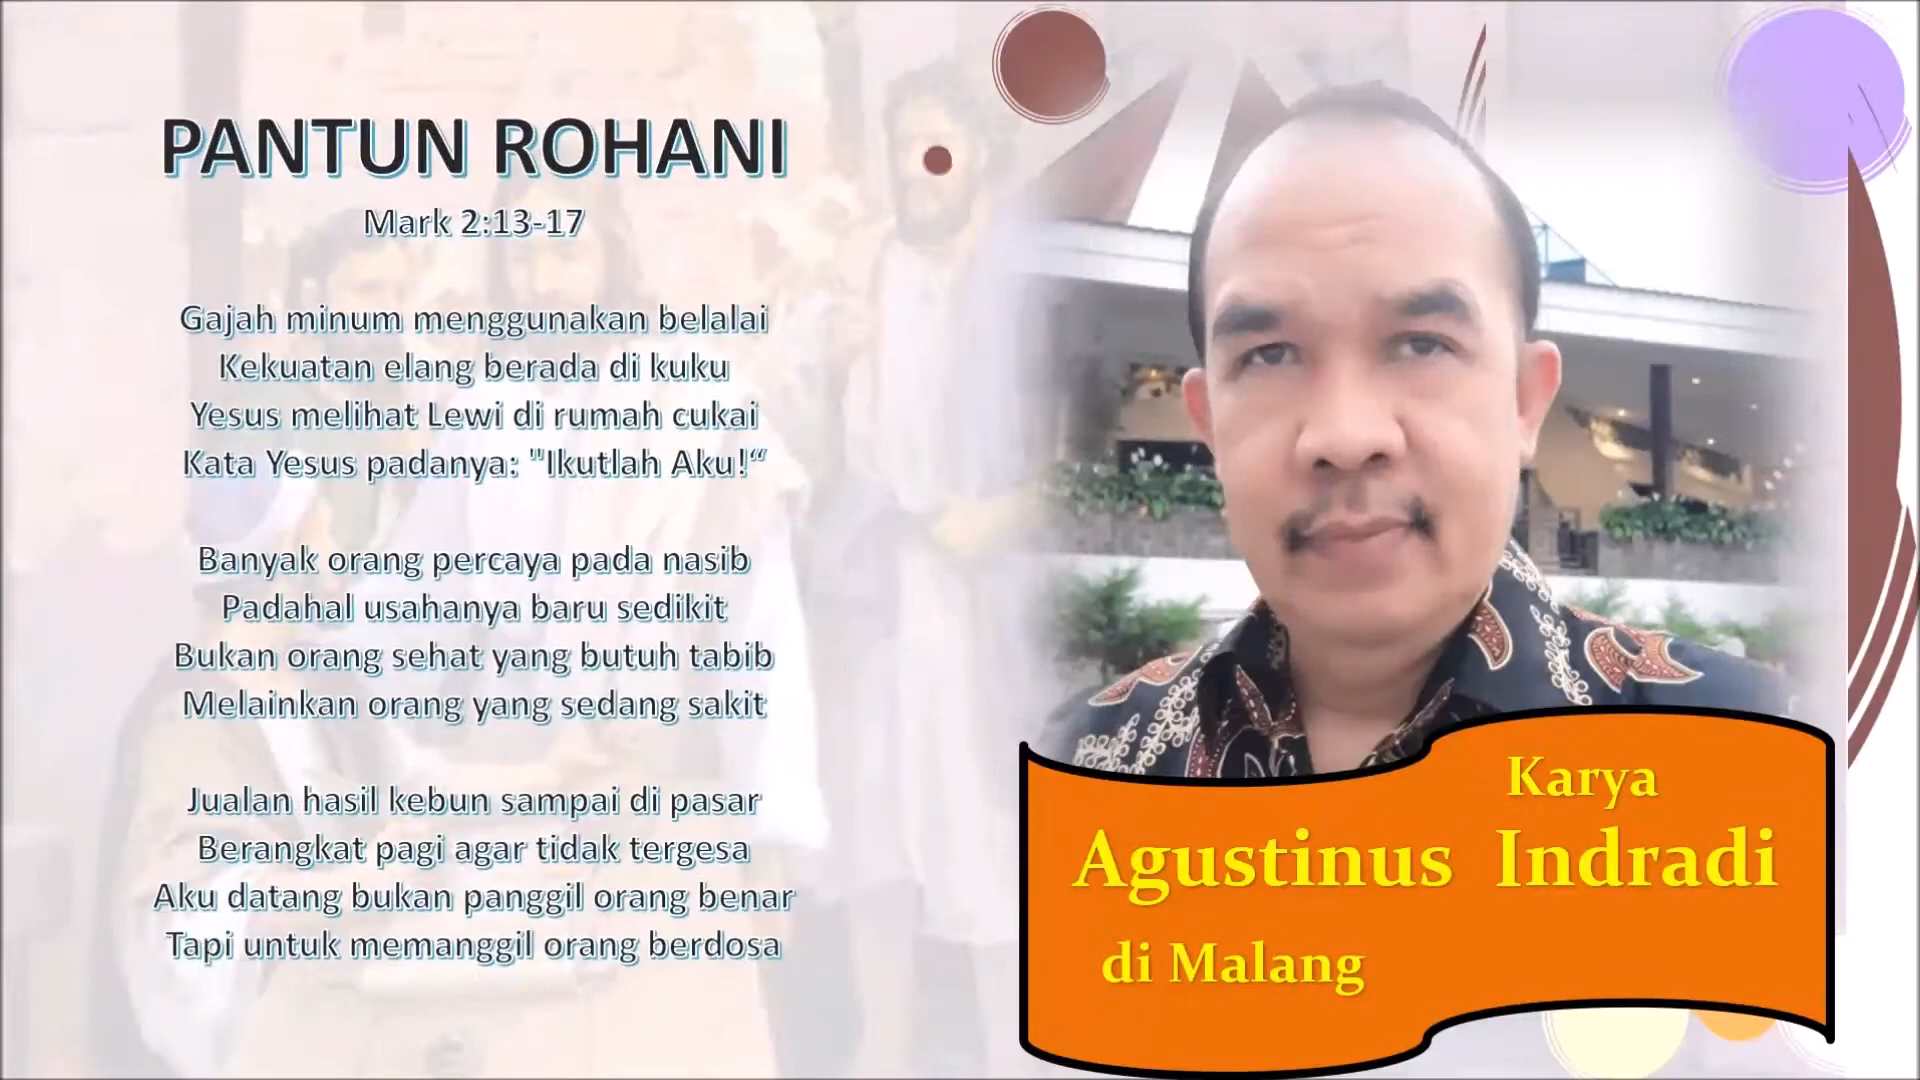 PANTUN ROHANI
Mark 2:13-17
Gajah minum menggunakan belalai
Kekuatan elang berada di kuku
Yesus melihat Lewi di rumah cukai
Kata Yesus padanya: "Ikutlah Aku!“
Banyak orang percaya pada nasib
Padahal usahanya baru sedikit
Bukan orang sehat yang butuh tabib
Melainkan orang yang sedang sakit
Jualan hasil kebun sampai di pasar
Berangkat pagi agar tidak tergesa
Aku datang bukan panggil orang benar
Tapi untuk memanggil orang berdosa
Karya
Agustinus Indradi
di Malang